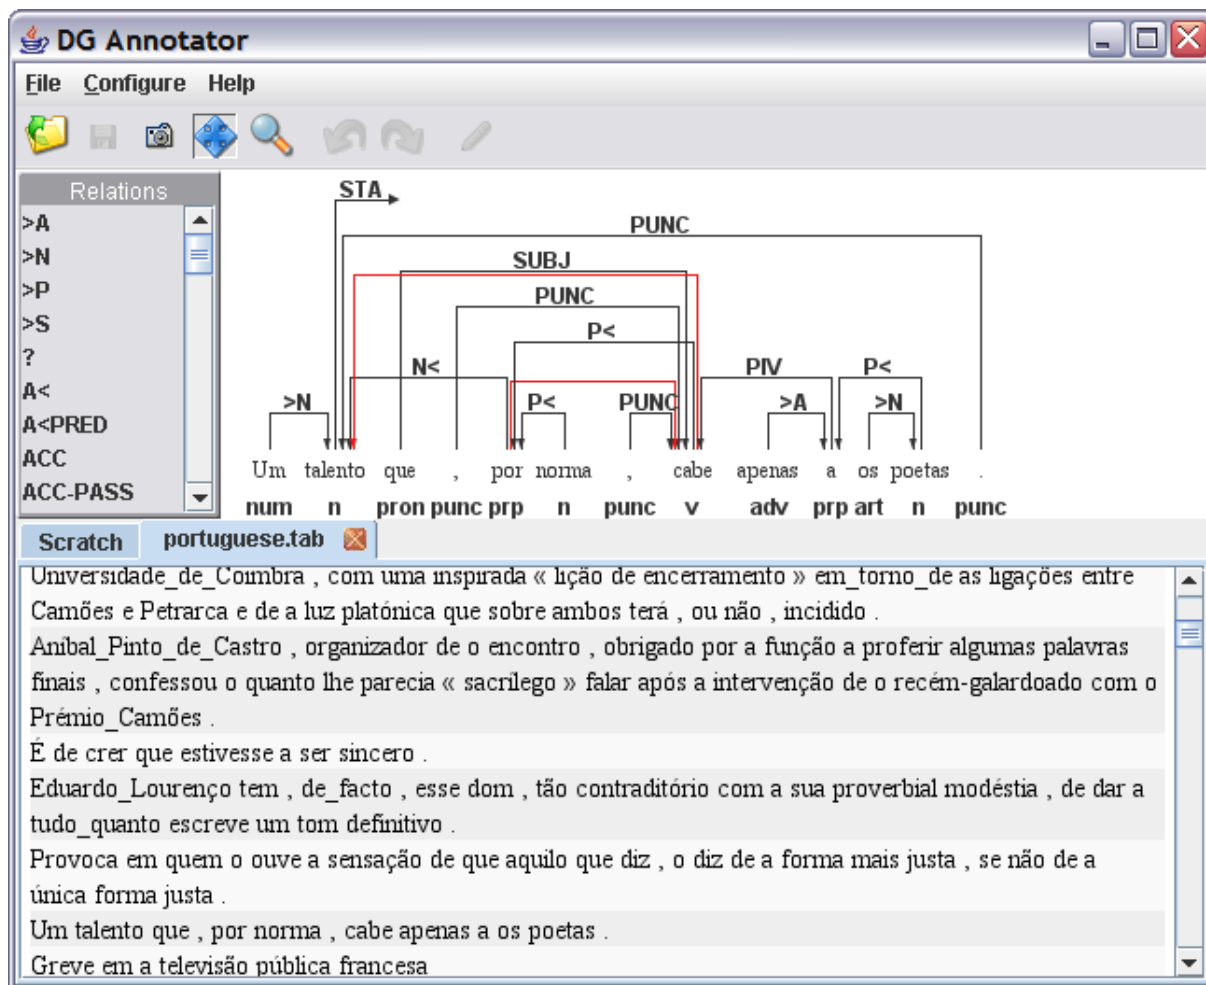 DG Annotator
File Configure Help
Relations
>A
>N
>P
>S
?
A<
A<PRED
ACC
ACC-PASS
STA
PUNC
SUBJ
PUNC
P<
N< PIV P<
>N P< PUNC >A >N
Um talento que , por norma , cabe apenas a os poetas .
num n pron punc prp n punc v adv prp art n punc
Scratch portuguese.tab
Universidade_de_Coimbra , com uma inspirada « lição de encerramento » em_torno_de as ligações entre
Camões e Petrarca e de a luz platónica que sobre ambos terá , ou não , incidido .
Aníbal_Pinto_de_Castro , organizador de o encontro , obrigado por a função a proferir algumas palavras
finais , confessou o quanto lhe parecia « sacrílego » falar após a intervenção de o recém-galardoado com o
Prémio_Camões .
É de crer que estivesse a ser sincero .
Eduardo_Lourenço tem , de_facto , esse dom , tão contraditório com a sua proverbial modéstia , de dar a
tudo_quanto escreve um tom definitivo .
Provoca em quem o ouve a sensação de que aquilo que diz , o diz de a forma mais justa , se não de a
única forma justa .
Um talento que , por norma , cabe apenas a os poetas .
Greve em a televisão pública francesa